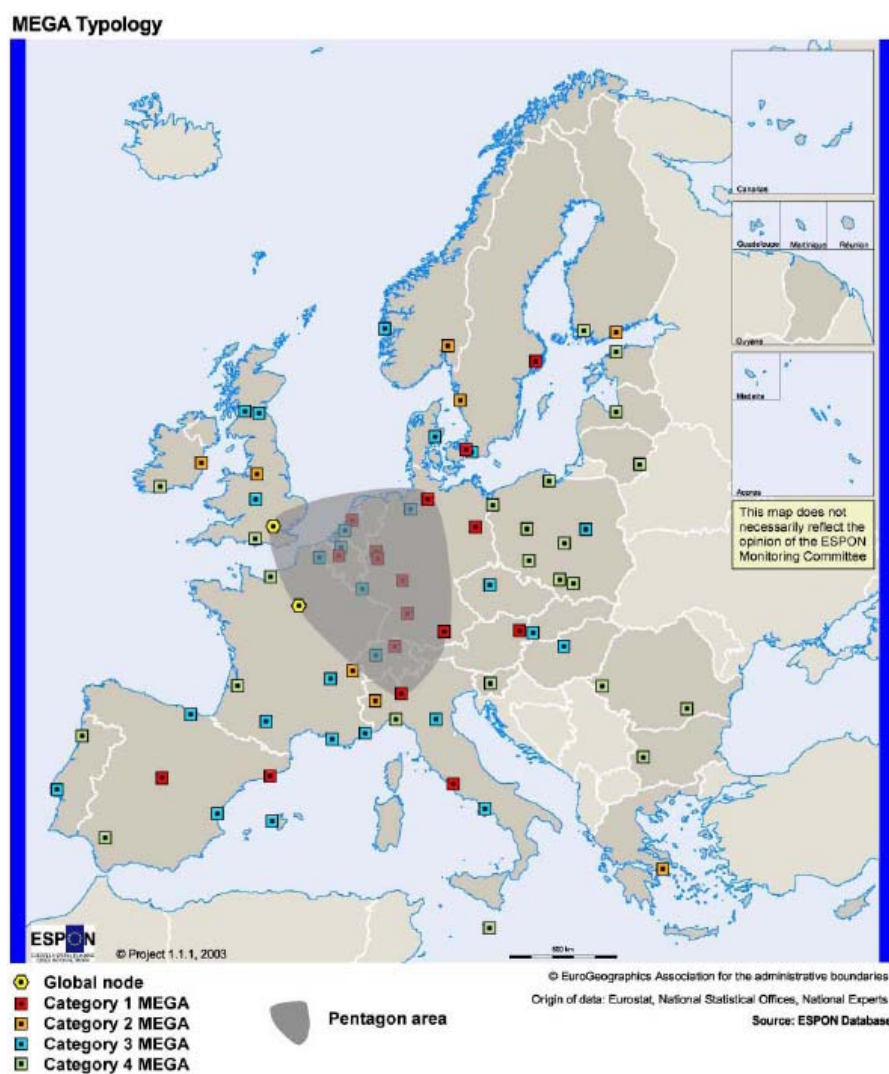 MEGA Typology
Canarias
Guadeloupe Martinique Réunion
Guyane
Madeira
Acores
This map does not
necessarily reflect the
opinion of the ESPON
Monitoring Committee
ESPON
© Project 1.1.1, 2003
600 km
© EuroGeographics Association for the administrative boundaries
Origin of data: Eurostat, National Statistical Offices, National Experts
Source: ESPON Database
Global node
Category 1 MEGA
Category 2 MEGA
Category 3 MEGA
Category 4 MEGA
Pentagon area